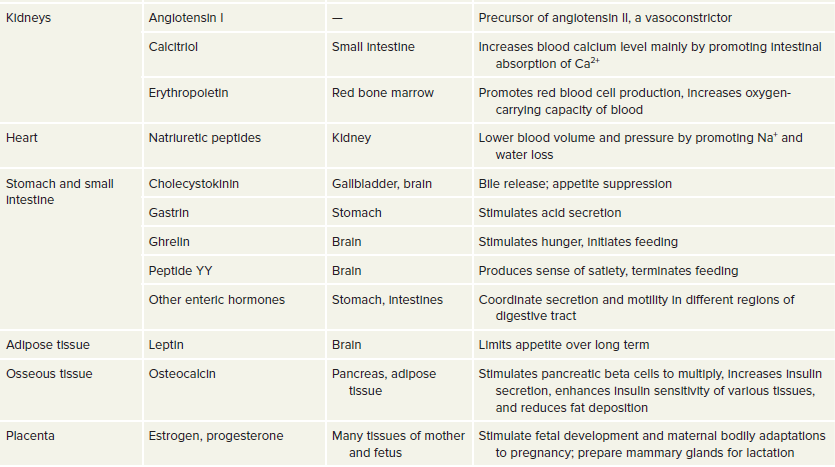 Kidneys Angiotensin I — Precursor of angiotensin II, a vasoconstrictor
Calcitriol Small intestine Increases blood calcium level mainly by promoting intestinal
absorption of Ca²⁺
Erythropoietin Red bone marrow Promotes red blood cell production, increases oxygen-
carrying capacity of blood
Heart Natriuretic peptides Kidney Lower blood volume and pressure by promoting Na⁺ and
water loss
Stomach and small Cholecystokinin Gallbladder, brain Bile release; appetite suppression
intestine
Gastrin Stomach Stimulates acid secretion
Ghrelin Brain Stimulates hunger, initiates feeding
Peptide YY Brain Produces sense of satiety, terminates feeding
Other enteric hormones Stomach, intestines Coordinate secretion and motility in different regions of
digestive tract
Adipose tissue Leptin Brain Limits appetite over long term
Osseous tissue Osteocalcin Pancreas, adipose Stimulates pancreatic beta cells to multiply, increases insulin
tissue secretion, enhances insulin sensitivity of various tissues,
and reduces fat deposition
Placenta Estrogen, progesterone Many tissues of mother Stimulate fetal development and maternal bodily adaptations
and fetus to pregnancy; prepare mammary glands for lactation